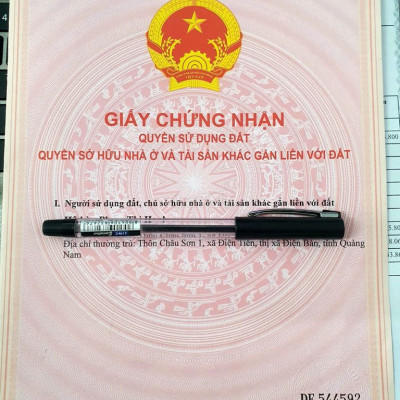 GIẤY CHỨNG NHẬN
QUYỀN SỬ DỤNG ĐẤT
QUYỀN SỞ HỮU NHÀ Ở VÀ TÀI SẢN KHÁC GẮN LIỀN VỚI ĐẤT
I. Người sử dụng đất, chủ sở hữu nhà ở và tài sản khác gắn liền với đất
Địa chỉ thường trú: Thôn Châu Sơn 1, xã Điện Tiến, thị xã Điện Bàn, tỉnh Quảng
Nam
DE 544592